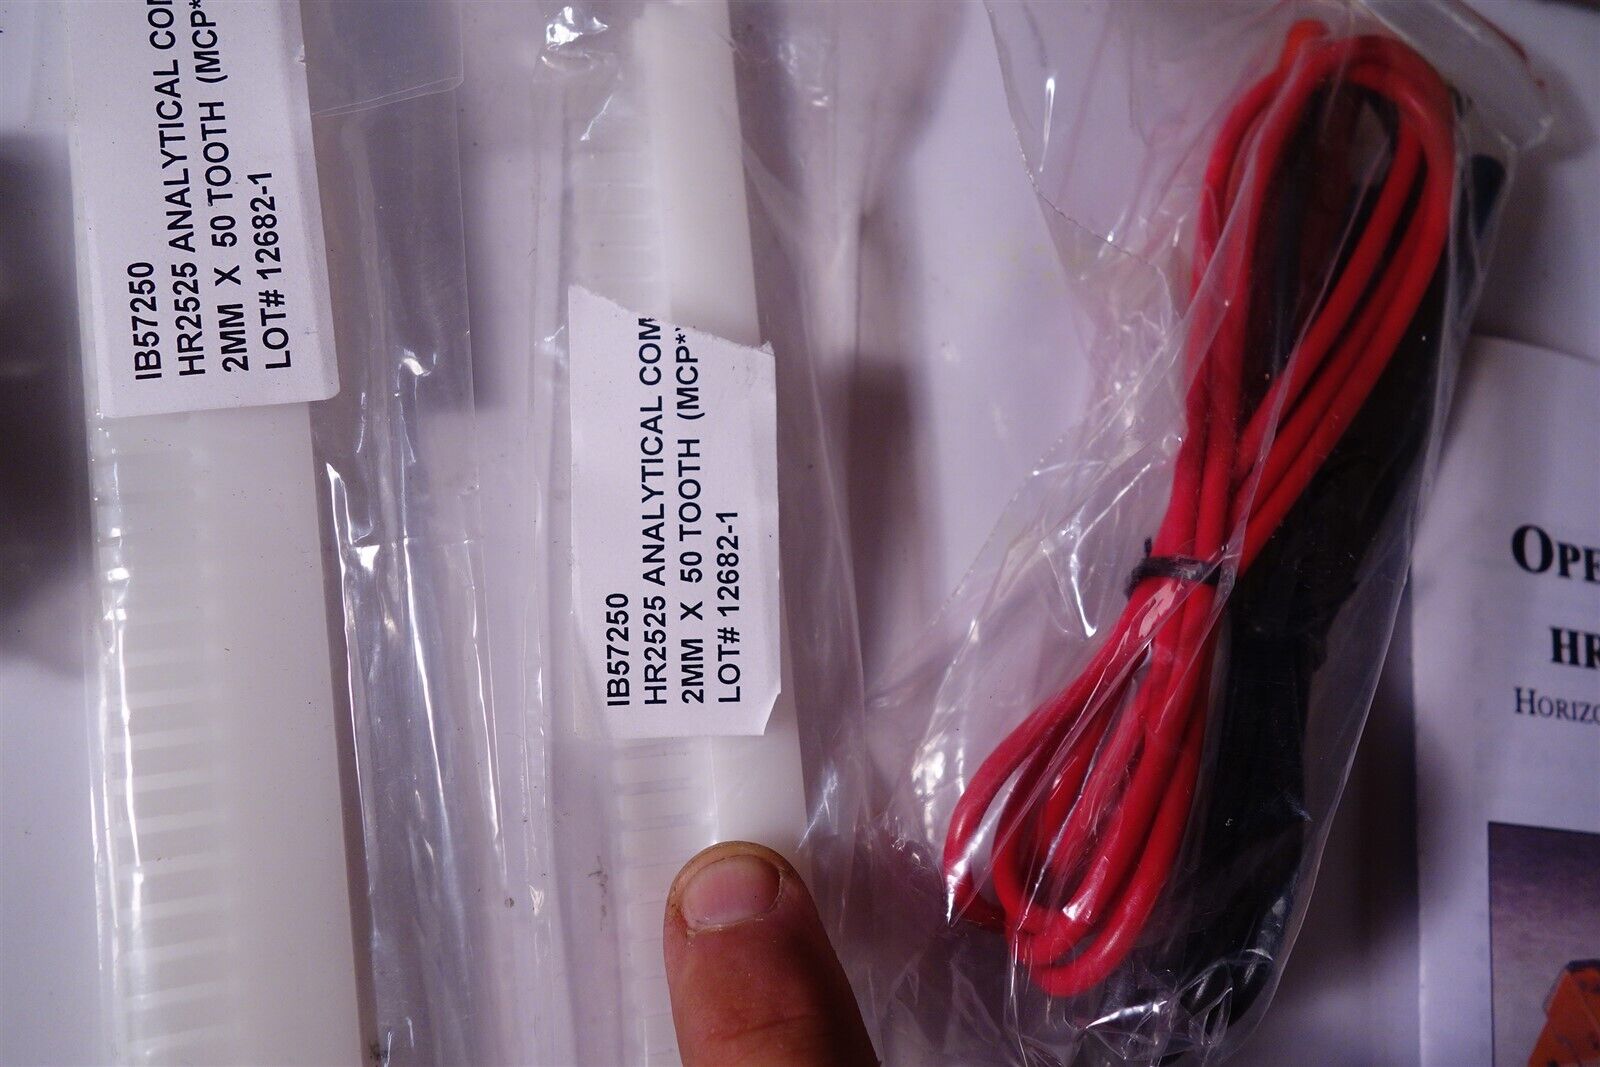 IB57250
HR2525 ANALYTICAL COM
2MM X 50 TOOTH (MCP*
LOT# 12682-1
IB57250
HR2525 ANALYTICAL COM
2MM X 50 TOOTH (MCP*
LOT# 12682-1
OPE
HR
HORIZO